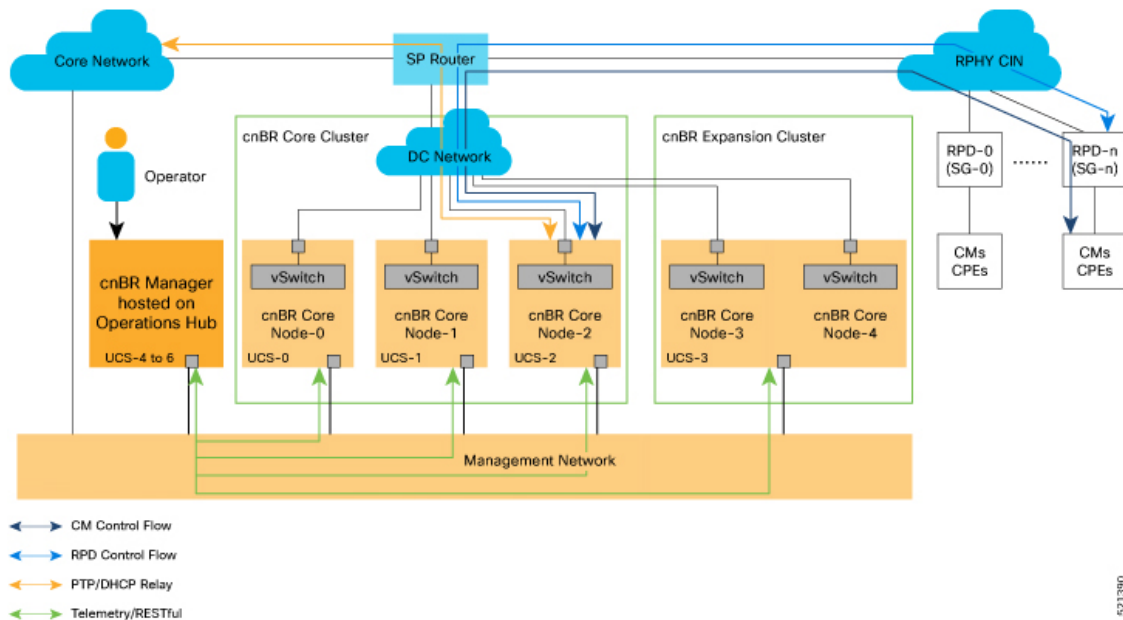 Core Network
SP Router
RPHY CIN
cnBR Core Cluster
DC Network
cnBR Expansion Cluster
Operator
RPD-0
(SG-0)
RPD-n
(SG-n)
CMs
CPEs
CMs
CPEs
cnBR Manager
hosted on
Operations Hub
UCS-4 to 6
vSwitch
cnBR Core
Node-0
UCS-0
vSwitch
cnBR Core
Node-1
UCS-1
vSwitch
cnBR Core
Node-2
UCS-2
vSwitch
cnBR Core
Node-3
UCS-3
vSwitch
cnBR Core
Node-4
Management Network
CM Control Flow
RPD Control Flow
PTP/DHCP Relay
Telemetry/RESTful
521390